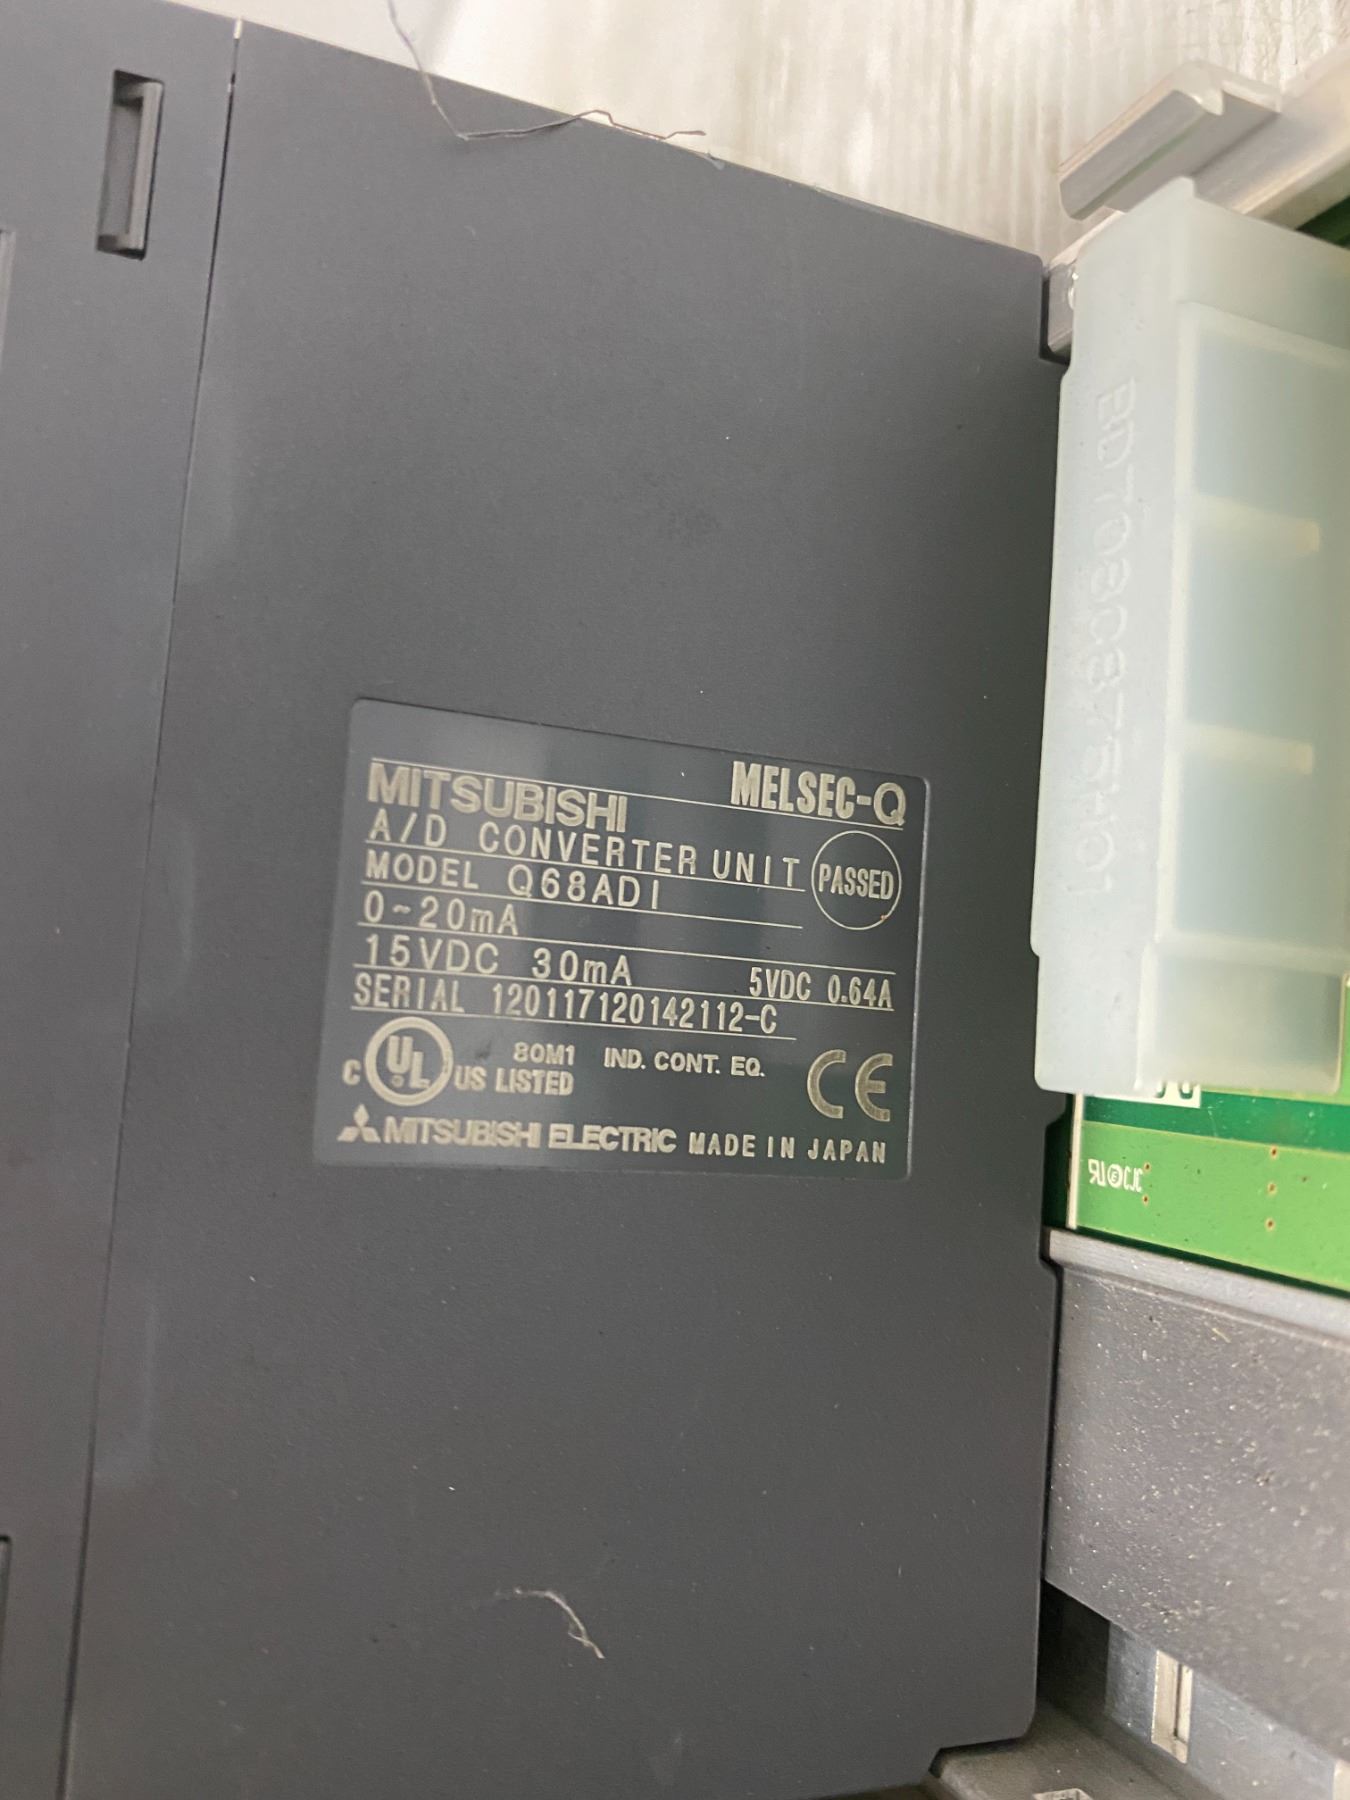 MITSUBISHI MELSEC-Q
A/D CONVERTER UNIT
MODEL Q68ADI PASSED
0~20mA
15VDC 30mA 5VDC 0.64A
SERIAL 120117120142112-C
C UL US LISTED 80M1 IND. CONT. EQ. CE
MITSUBISHI ELECTRIC MADE IN JAPAN